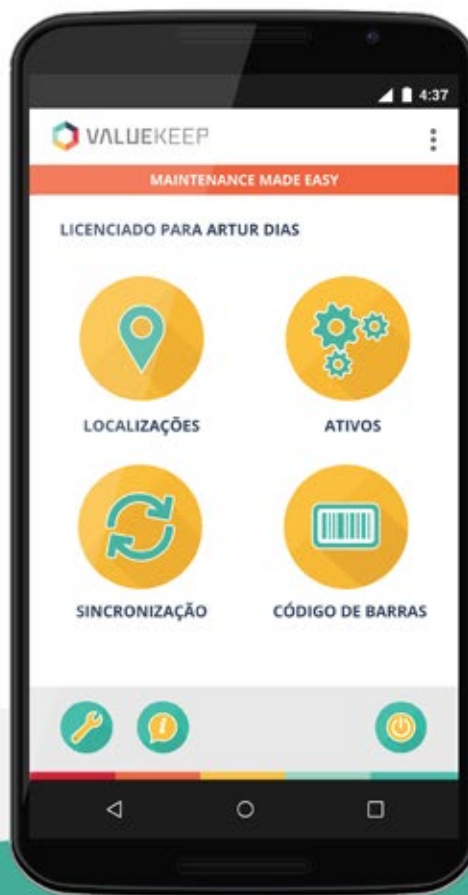 4:37
VALUEKEEP
MAINTENANCE MADE EASY
LICENCIADO PARA ARTUR DIAS
LOCALIZAÇÕES
ATIVOS
SINCRONIZAÇÃO
CÓDIGO DE BARRAS
i